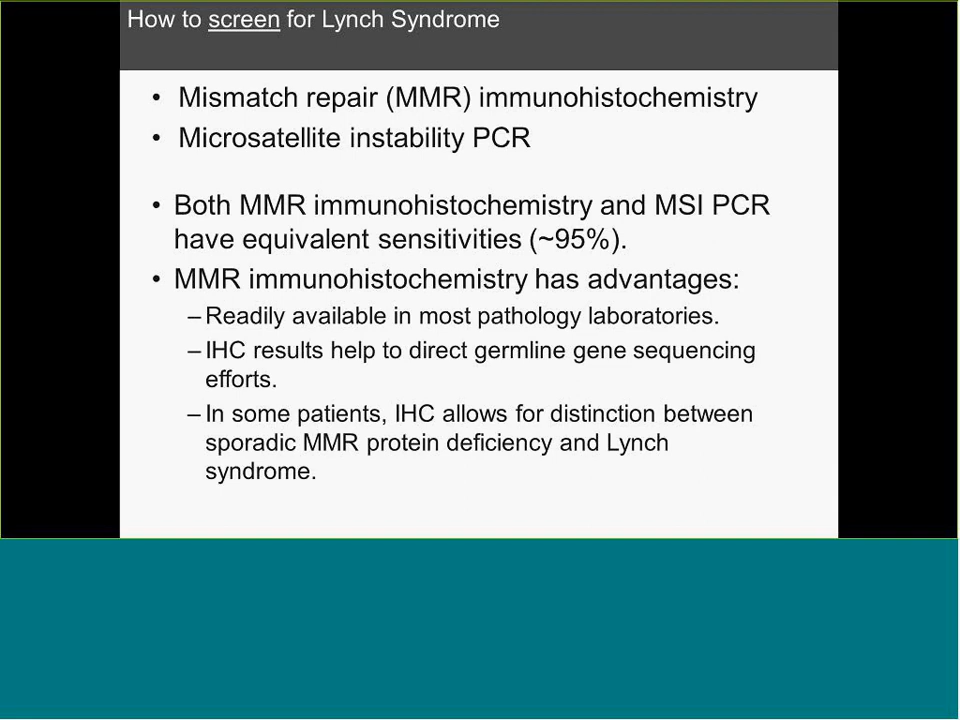 How to screen for Lynch Syndrome
• Mismatch repair (MMR) immunohistochemistry
• Microsatellite instability PCR
• Both MMR immunohistochemistry and MSI PCR
have equivalent sensitivities (~95%).
• MMR immunohistochemistry has advantages:
– Readily available in most pathology laboratories.
– IHC results help to direct germline gene sequencing
efforts.
– In some patients, IHC allows for distinction between
sporadic MMR protein deficiency and Lynch
syndrome.